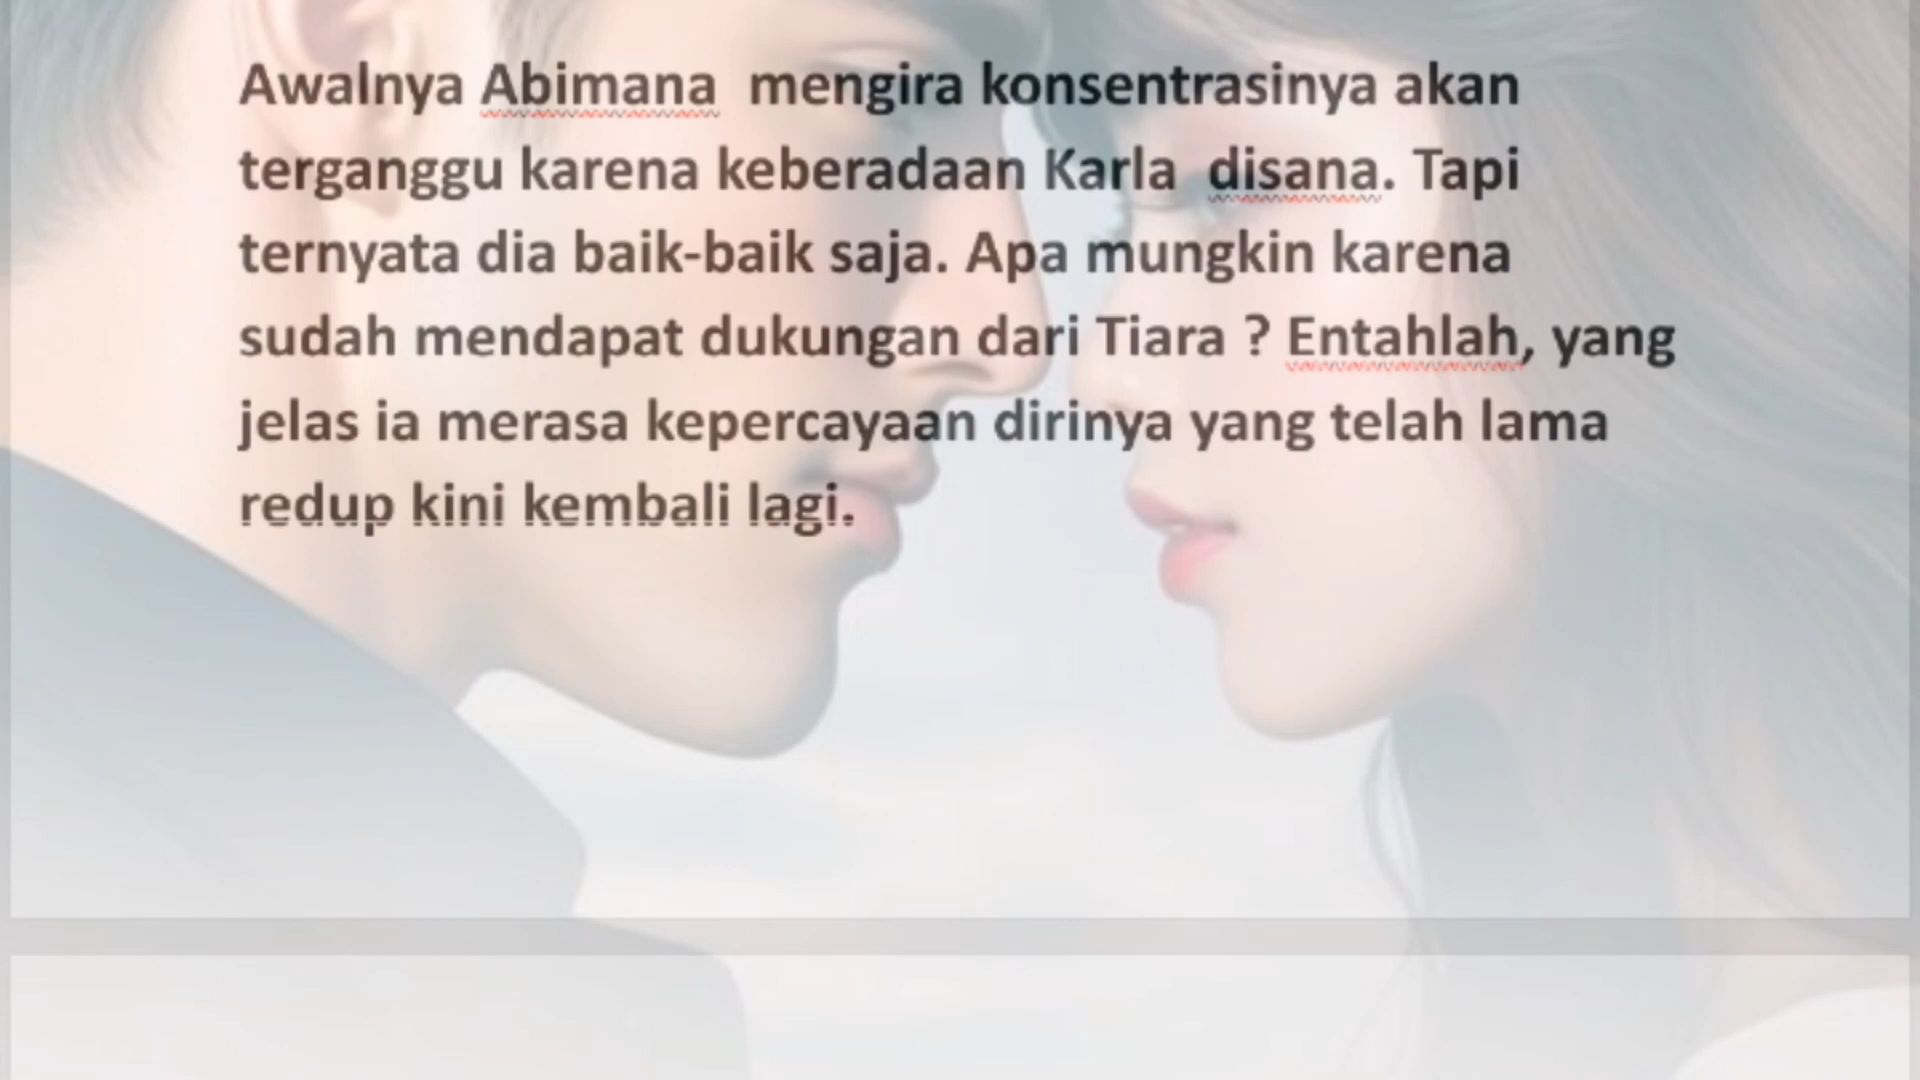 Awalnya Abimana  mengira konsentrasinya akan
terganggu karena keberadaan Karla  disana. Tapi
ternyata dia baik-baik saja. Apa mungkin karena
sudah mendapat dukungan dari Tiara ? Entahlah, yang
jelas ia merasa kepercayaan dirinya yang telah lama
redup kini kembali lagi.